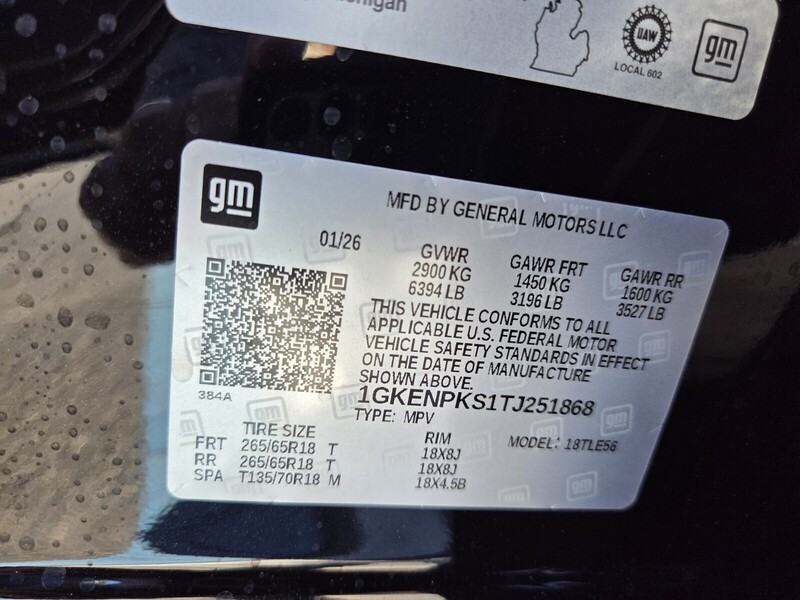 UAW
LOCAL 602
gm
gm
MFD BY GENERAL MOTORS LLC
01/26
GVWR
2900 KG
6394 LB
GAWR FRT
1450 KG
3196 LB
GAWR RR
1600 KG
3527 LB
THIS VEHICLE CONFORMS TO ALL
APPLICABLE U.S. FEDERAL MOTOR
VEHICLE SAFETY STANDARDS IN EFFECT
ON THE DATE OF MANUFACTURE
SHOWN ABOVE.
384A
1GKENPKS1TJ251868
TYPE: MPV
TIRE SIZE
RIM
MODEL: 18TLE56
FRT 265/65R18 T 18X8J
RR 265/65R18 T 18X8J
SPA T135/70R18 M 18X4.5B